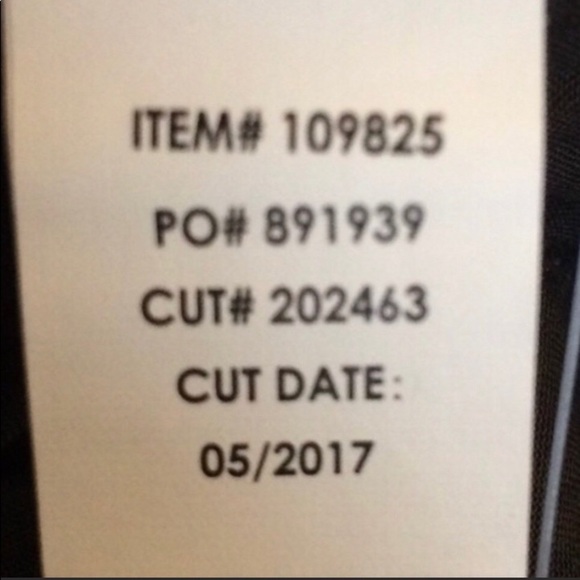 ITEM# 109825
PO# 891939
CUT# 202463
CUT DATE:
05/2017